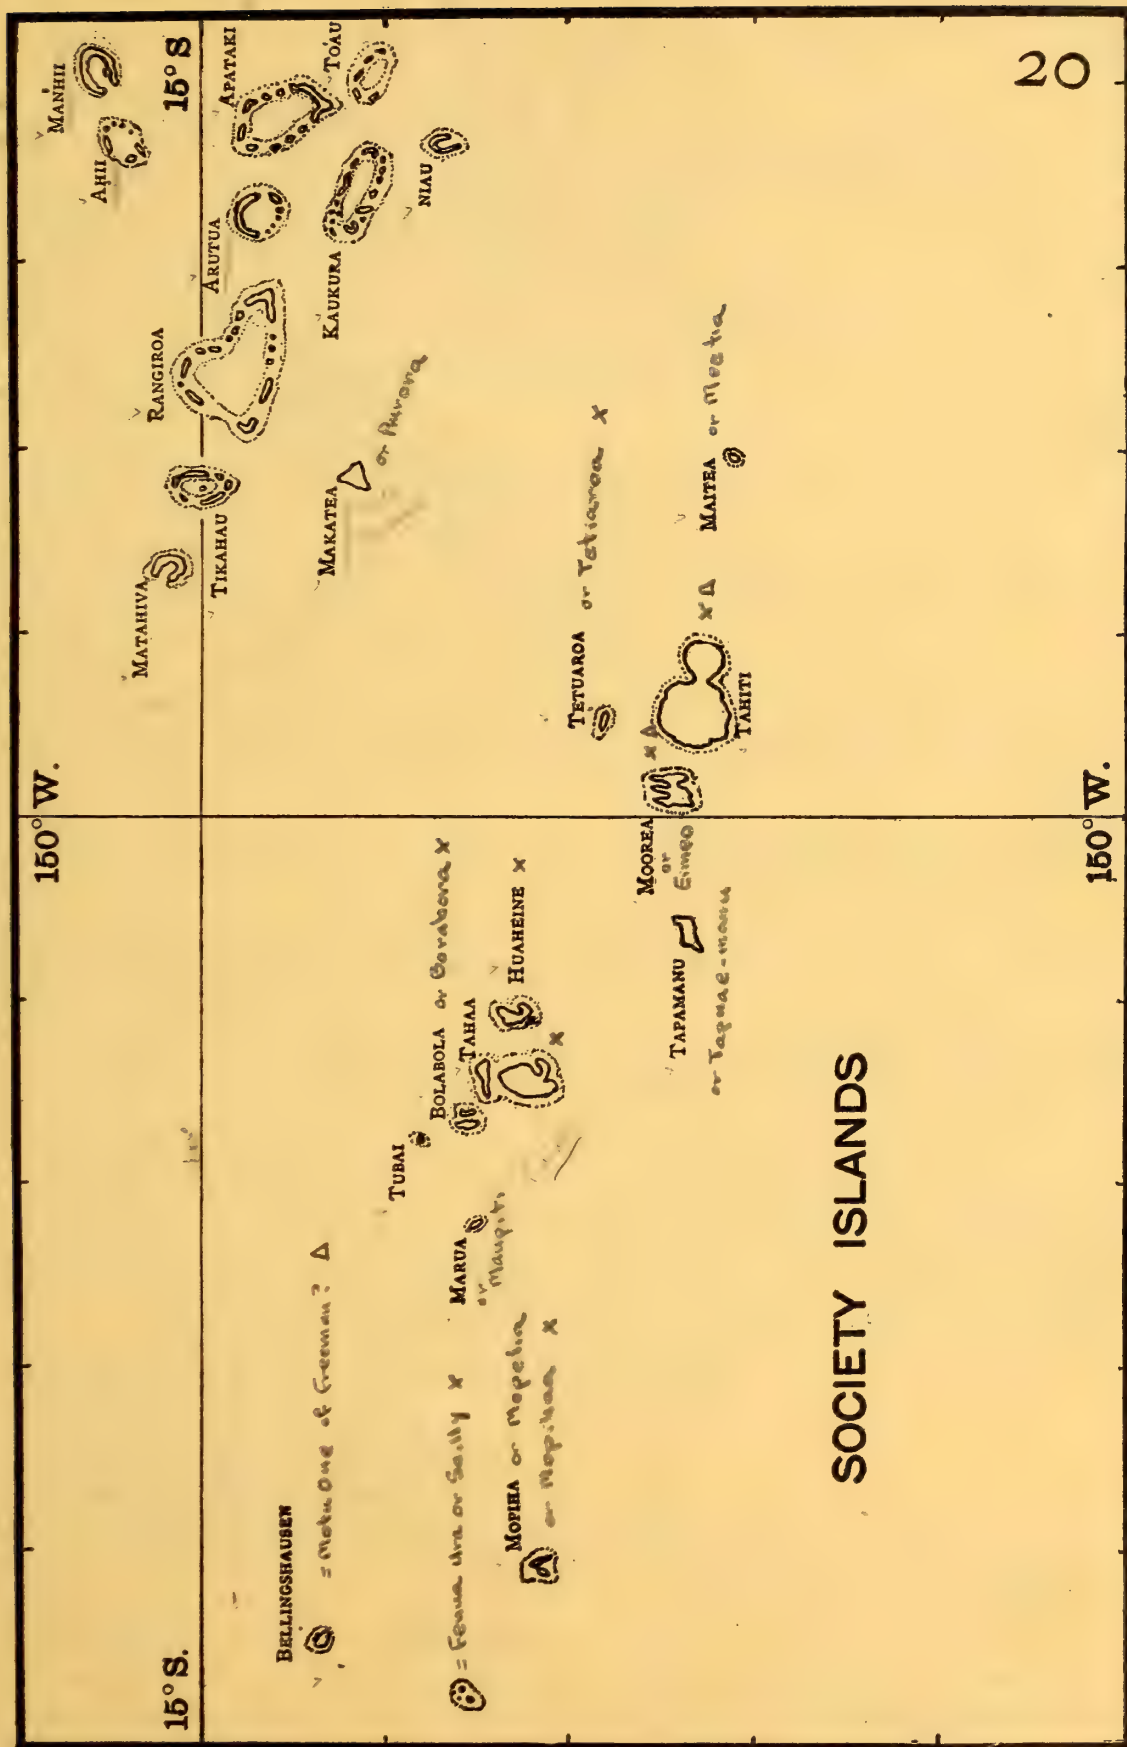 20
150° W.
15° S.
15° S
MANHII
AHII
APATAKI
TOAU
ARUTUA
RANGIROA
KAUKURA
NIAU
MATAHIVA
TIKAHAU
MAKATEA
or Aurora
TETUAROA or Tetiaroa X
MAITEA or Meetia
X Δ
TAHITI
X Δ
MOOREA
or
Eimeo
TAPAMANU
or Tapuae-manu
BELLINGSHAUSEN
= Motu One of Freeman? Δ
TUBAI
BOLABOLA or Borabora X
TAHAA
HUAHEINE X
X
MARUA
or
Maupiti
= Fenua Ura or Scilly X
MOPIHA or Mopelia
or Mopihaa X
SOCIETY ISLANDS
150° W.